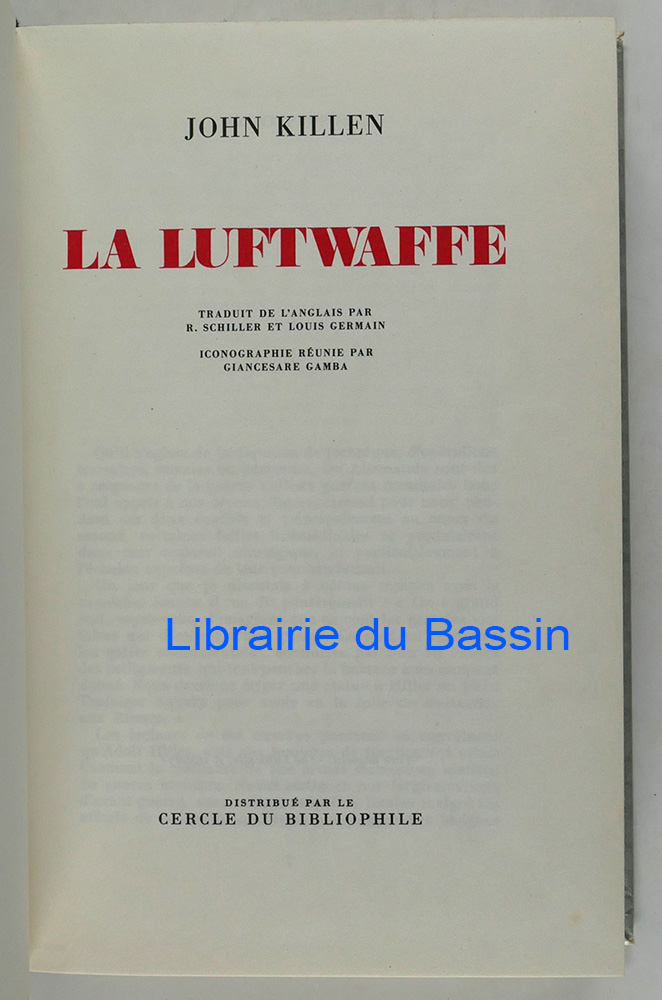 JOHN KILLEN
LA LUFTWAFFE
TRADUIT DE L'ANGLAIS PAR
R. SCHILLER ET LOUIS GERMAIN
ICONOGRAPHIE RÉUNIE PAR
GIANCESARE GAMBA
Librairie du Bassin
DISTRIBUÉ PAR LE
CERCLE DU BIBLIOPHILE